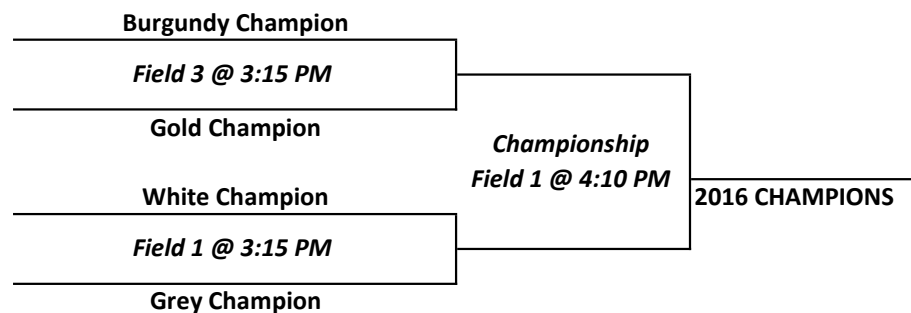 Burgundy Champion
Field 3 @ 3:15 PM
Gold Champion
Championship
Field 1 @ 4:10 PM
White Champion
2016 CHAMPIONS
Field 1 @ 3:15 PM
Grey Champion